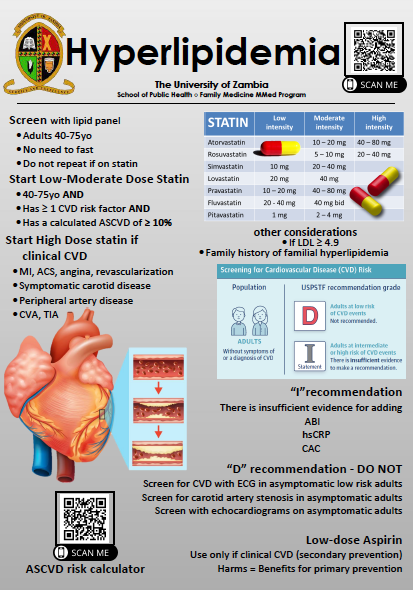 Hyperlipidemia
SCAN ME
The University of Zambia
School of Public Health o Family Medicine MMed Program
Screen with lipid panel
• Adults 40-75yo
• No need to fast
• Do not repeat if on statin
Start Low-Moderate Dose Statin
• 40-75yo AND
• Has ≥ 1 CVD risk factor AND
• Has a calculated ASCVD of ≥ 10%
Start High Dose statin if
clinical CVD
• MI, ACS, angina, revascularization
• Symptomatic carotid disease
• Peripheral artery disease
• CVA, TIA
STATIN Low intensity Moderate intensity High intensity
Atorvastatin 10 – 20 mg 40 – 80 mg
Rosuvastatin 5 – 10 mg 20 – 40 mg
Simvastatin 10 mg 20 – 40 mg
Lovastatin 20 mg 40 mg
Pravastatin 10 – 20 mg 40 – 80 mg
Fluvastatin 20 - 40 mg 40 mg bid
Pitavastatin 1 mg 2 – 4 mg
other considerations
• If LDL ≥ 4.9
• Family history of familial hyperlipidemia
Screening for Cardiovascular Disease (CVD) Risk
Population
ADULTS
Without symptoms of
or a diagnosis of CVD
USPSTF recommendation grade
D
Adults at low risk
of CVD events
Not recommended.
I
Statement
Adults at intermediate
or high risk of CVD events
There is insufficient evidence
to make a recommendation.
“I”recommendation
There is insufficient evidence for adding
ABI
hsCRP
CAC
“D” recommendation - DO NOT
Screen for CVD with ECG in asymptomatic low risk adults
Screen for carotid artery stenosis in asymptomatic adults
Screen with echocardiograms on asymptomatic adults
Low-dose Aspirin
Use only if clinical CVD (secondary prevention)
Harms = Benefits for primary prevention
SCAN ME
ASCVD risk calculator